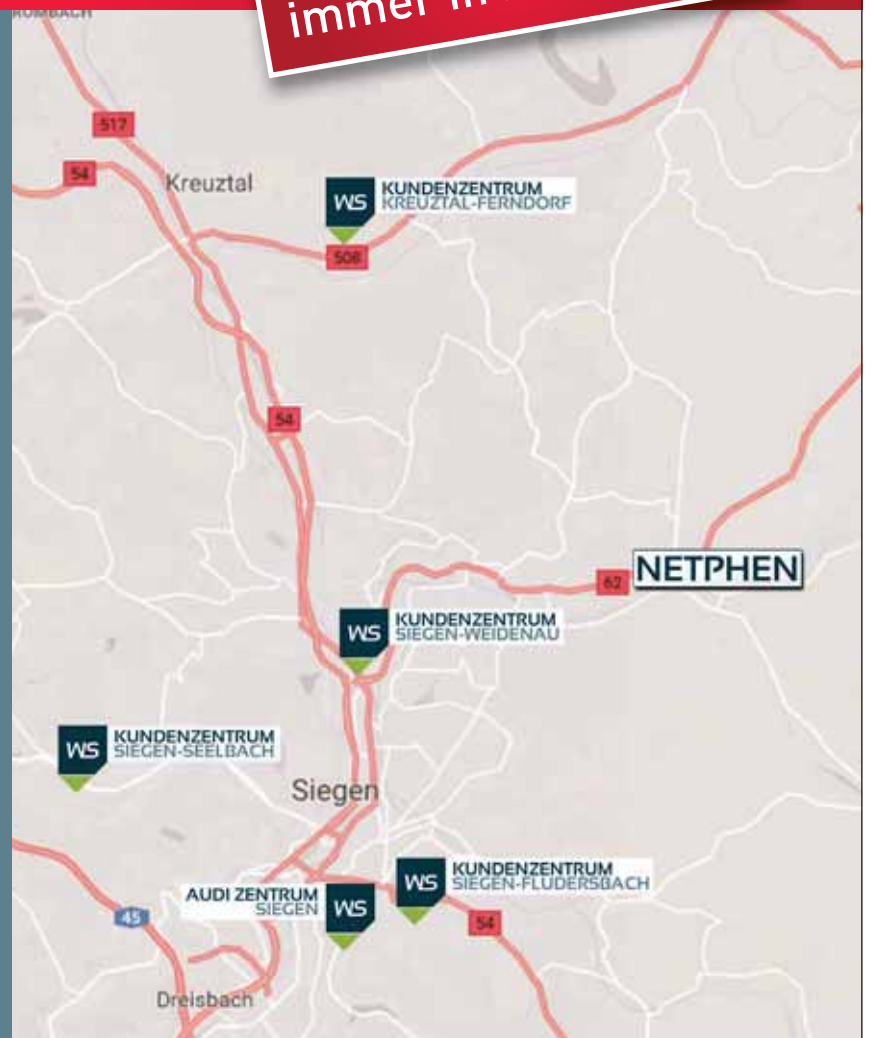 immer in
517
54
Kreuztal
WS
KUNDENZENTRUM
KREUZTAL-FERNDORF
508
54
62
NETPHEN
WS
KUNDENZENTRUM
SIEGEN-WEIDENAU
WS
KUNDENZENTRUM
SIEGEN-SEELBACH
Siegen
WS
KUNDENZENTRUM
SIEGEN-FLUDERSBACH
AUDI ZENTRUM
SIEGEN
WS
45
54
Dreisbach